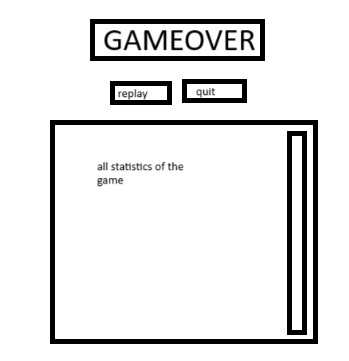 GAMEOVER
replay
quit
all statistics of the
game